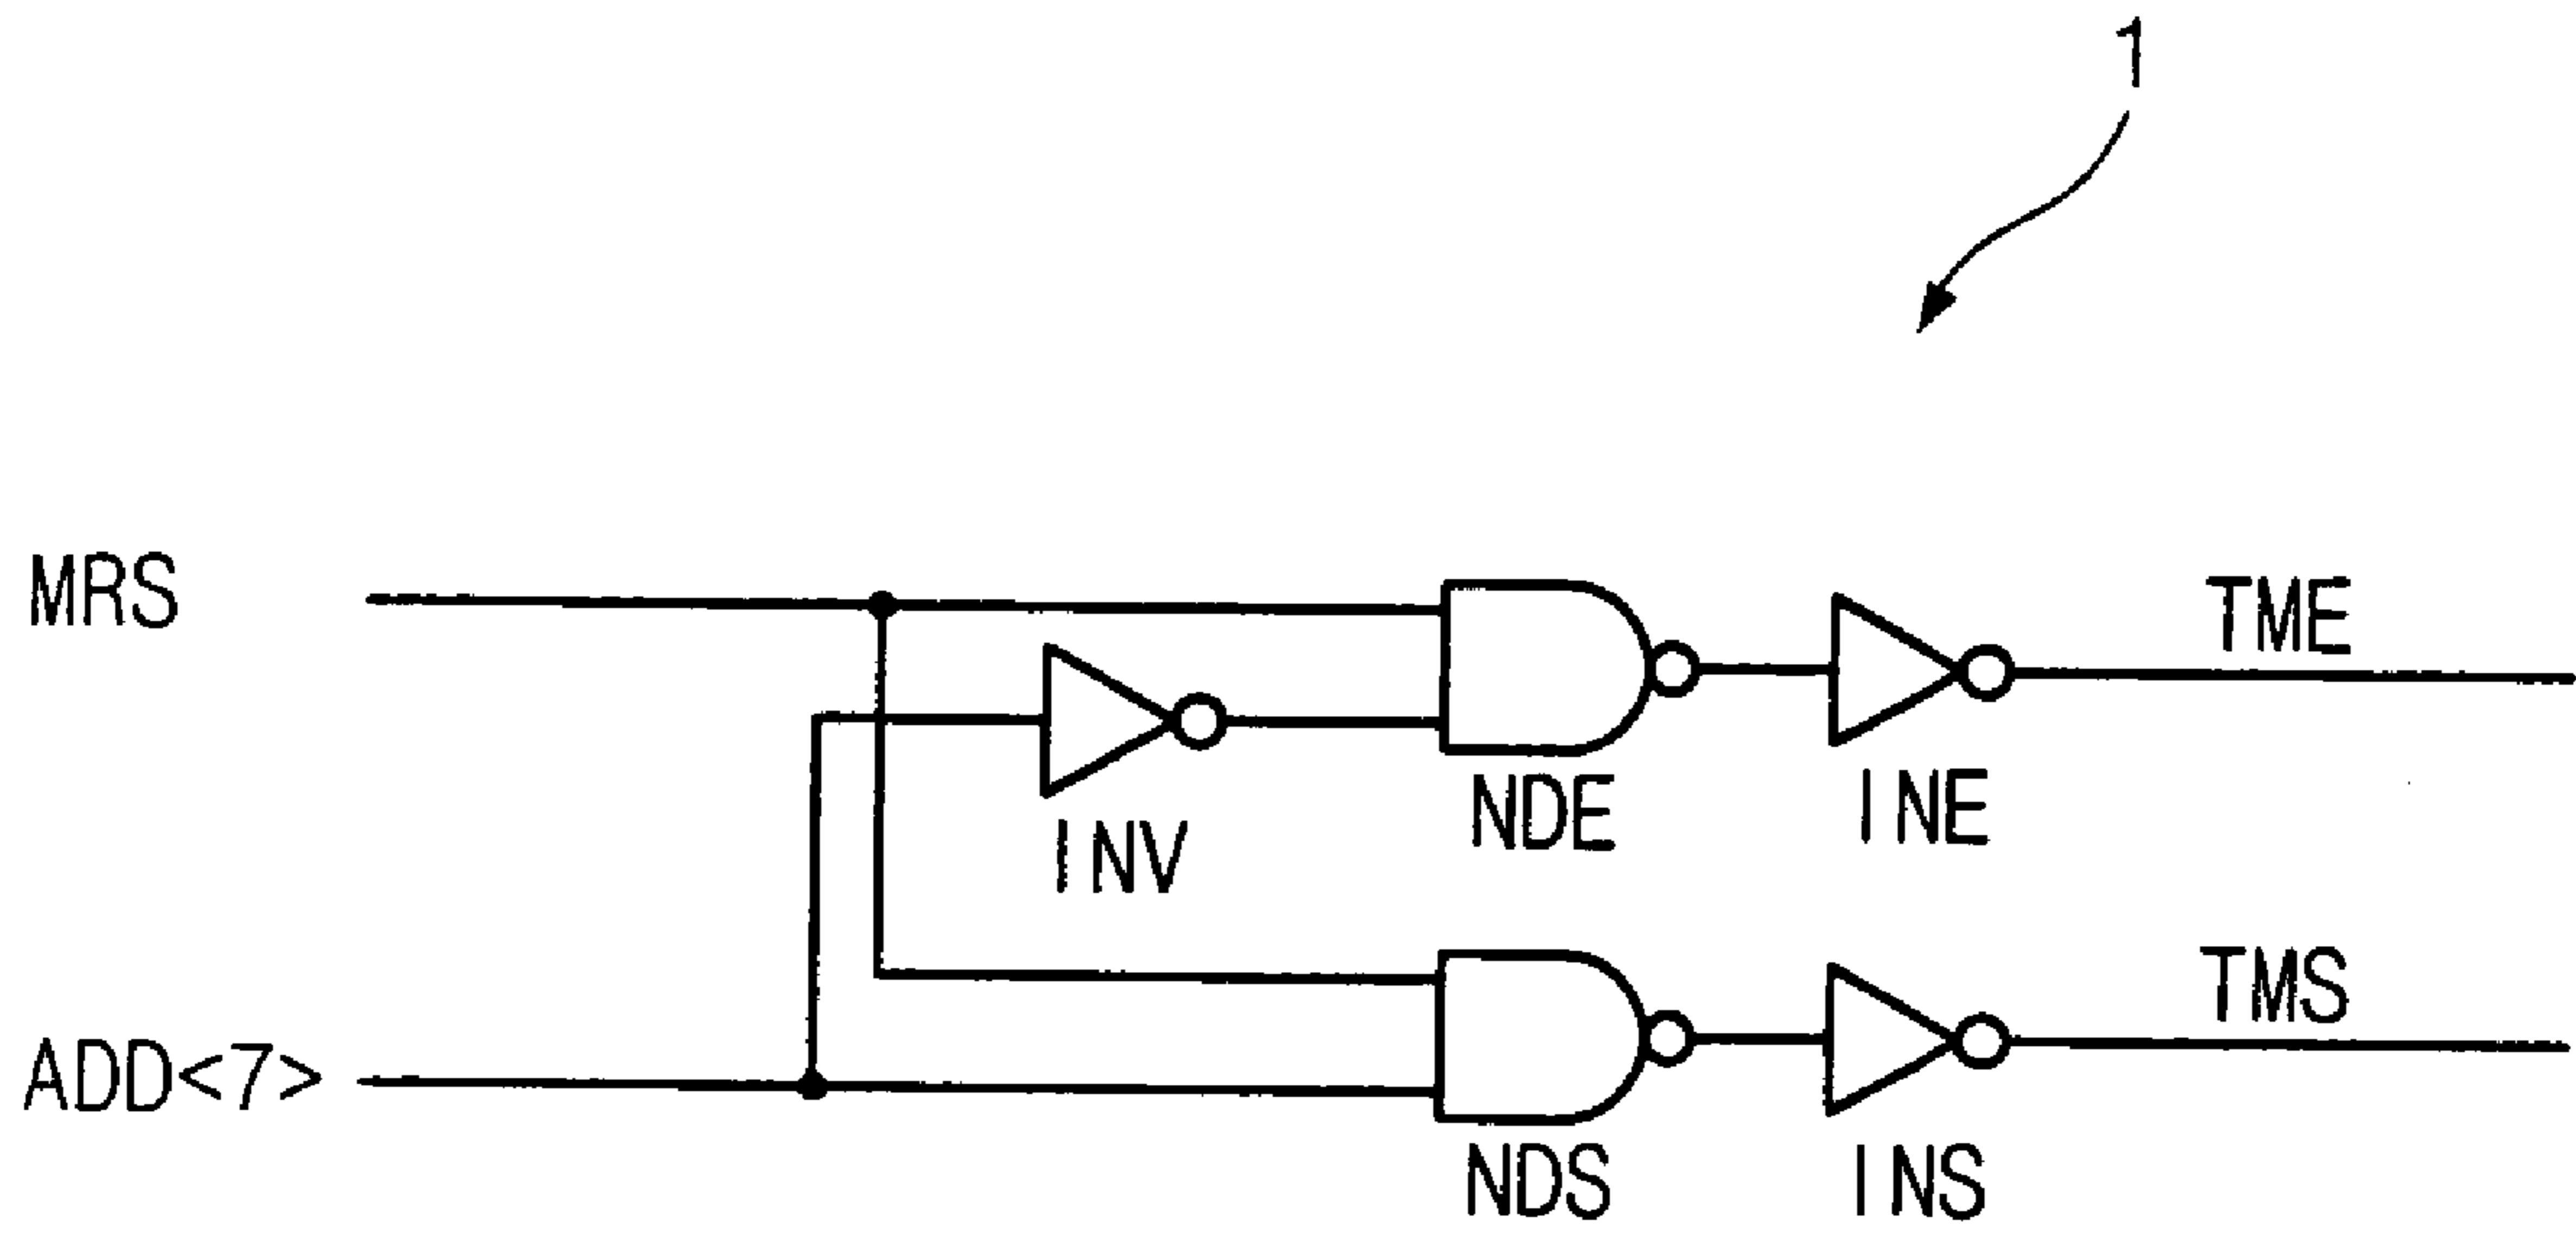 1
MRS
TME
INV
NDE
INE
TMS
ADD<7>
NDS
INS